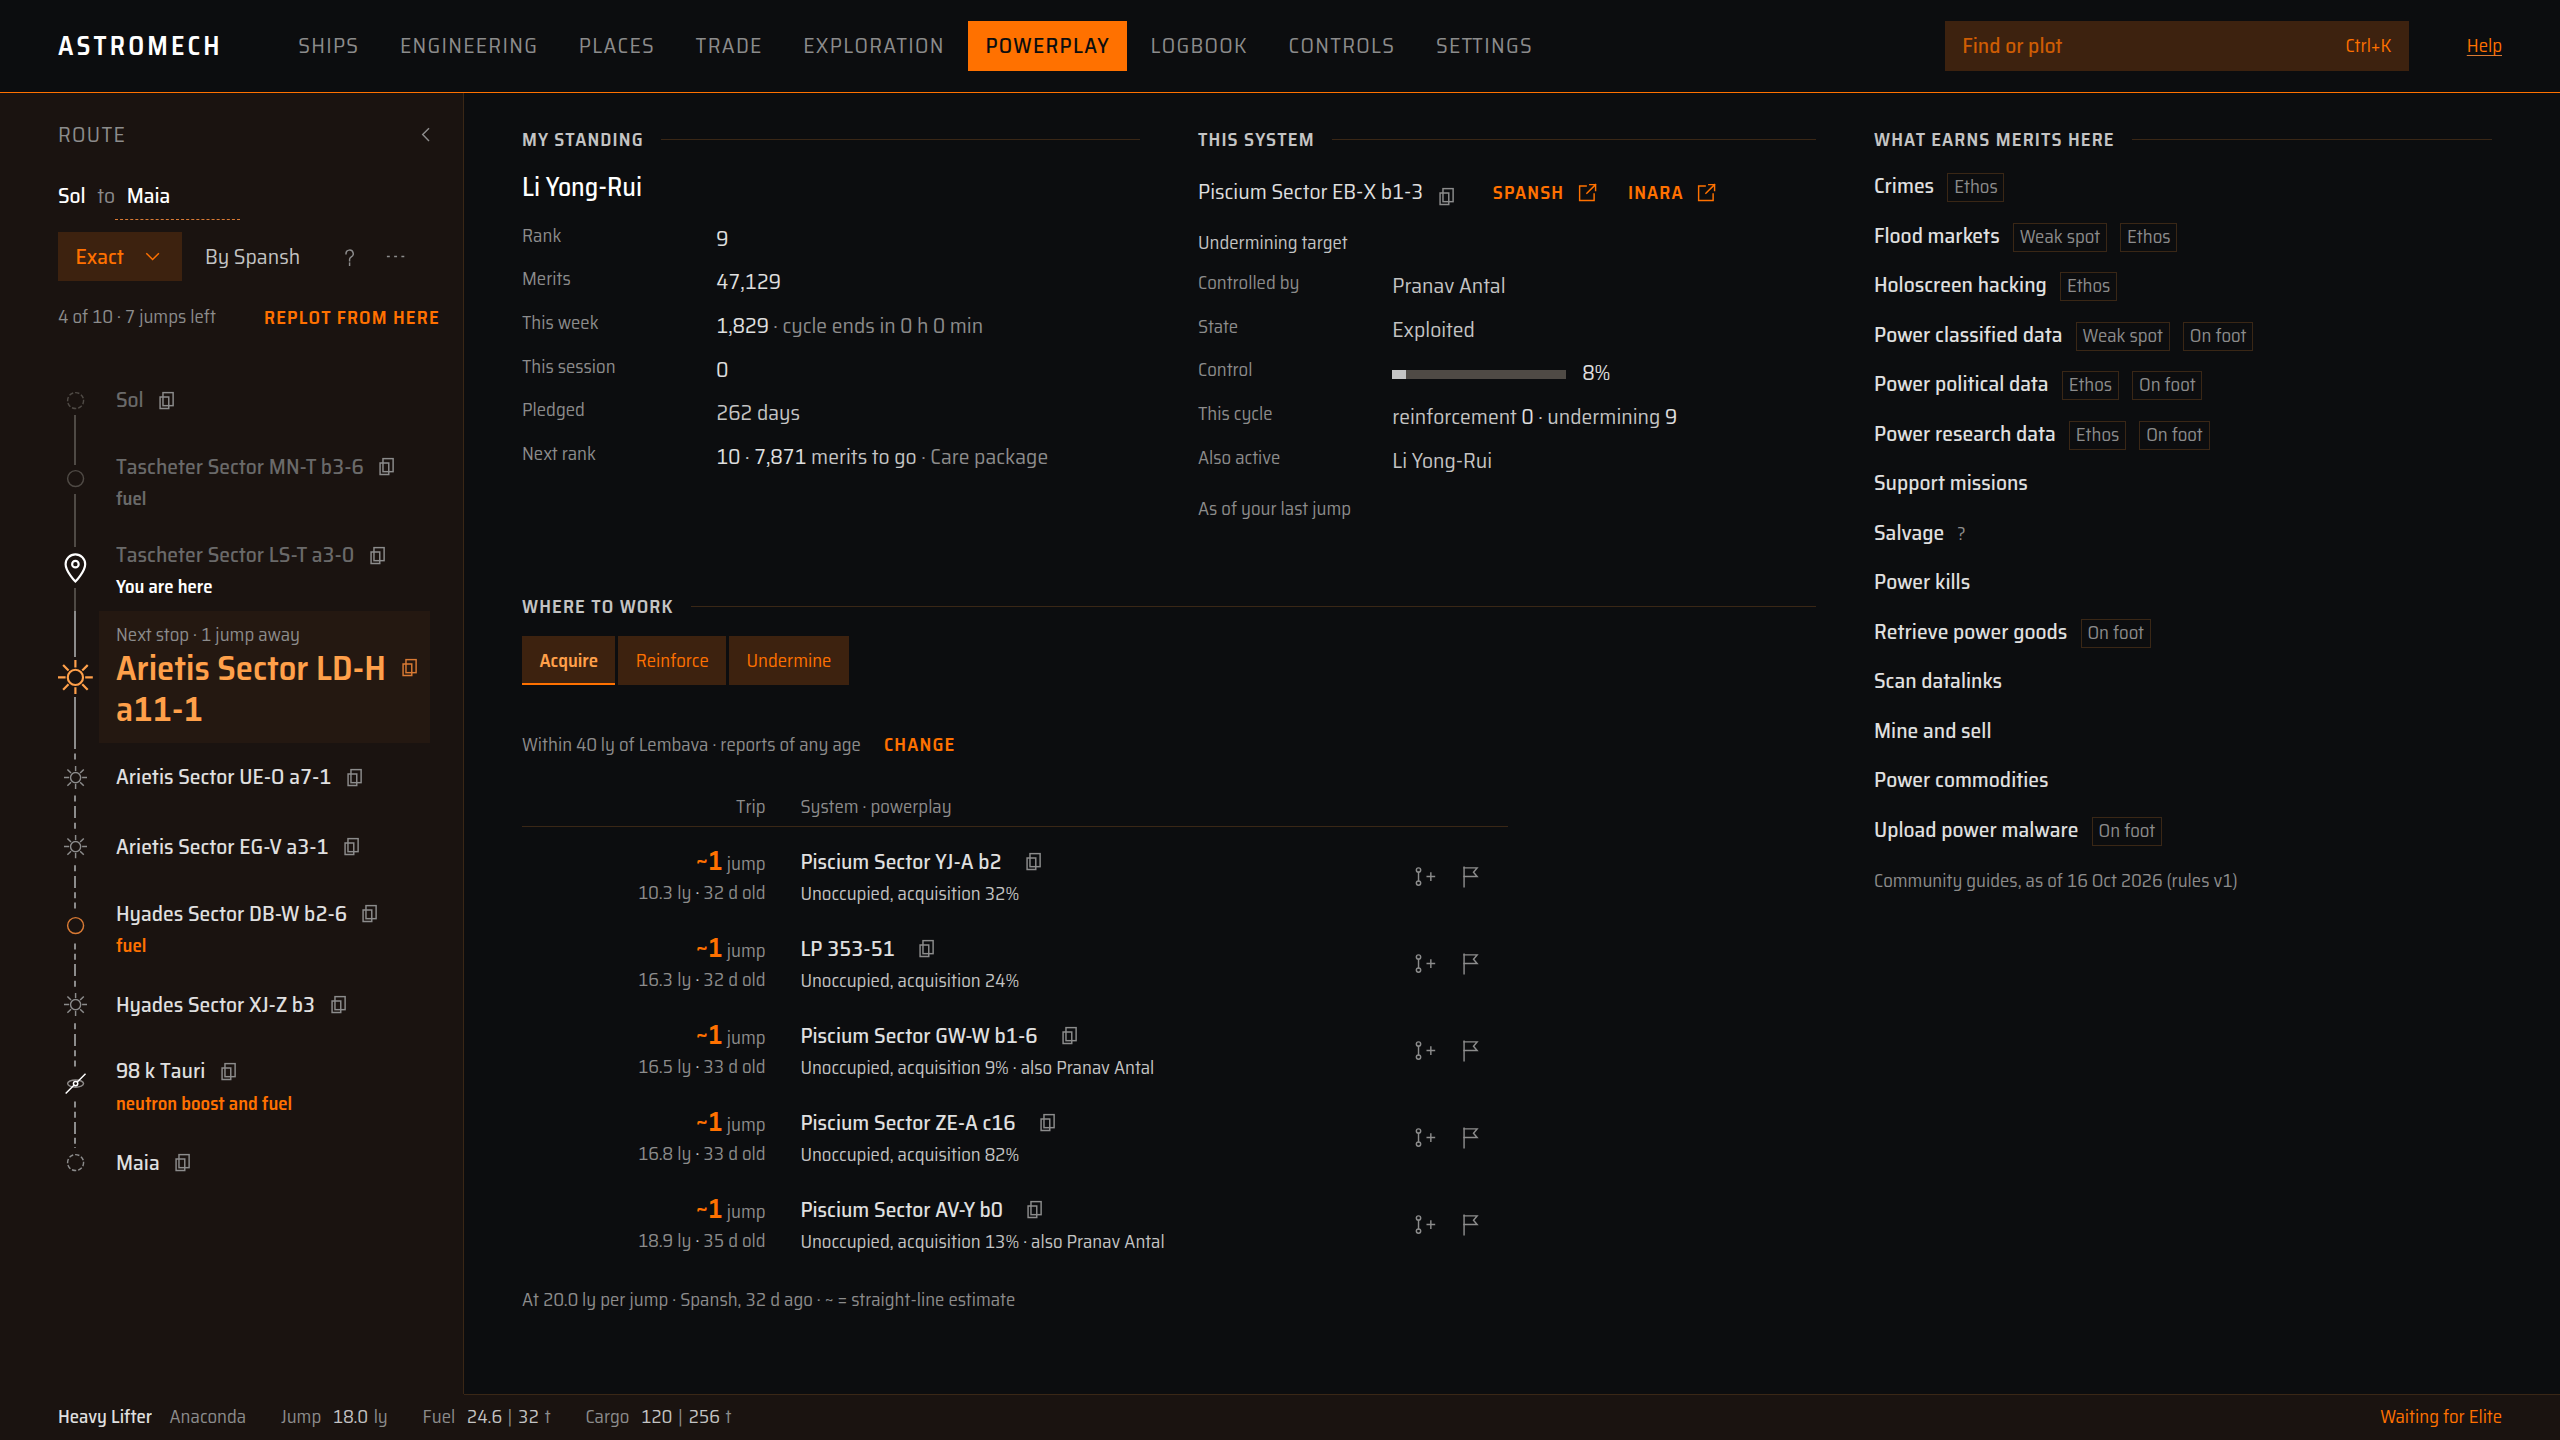 ASTROMECH
SHIPS ENGINEERING PLACES TRADE EXPLORATION POWERPLAY LOGBOOK CONTROLS SETTINGS
Find or plot Ctrl+K
Help
ROUTE
Sol to Maia
Exact By Spansh ? ···
4 of 10 · 7 jumps left REPLOT FROM HERE
Sol
Tascheter Sector MN-T b3-6
fuel
Tascheter Sector LS-T a3-0
You are here
Next stop · 1 jump away
Arietis Sector LD-H
a11-1
Arietis Sector UE-O a7-1
Arietis Sector EG-V a3-1
Hyades Sector DB-W b2-6
fuel
Hyades Sector XJ-Z b3
98 k Tauri
neutron boost and fuel
Maia
MY STANDING
Li Yong-Rui
Rank 9
Merits 47,129
This week 1,829 · cycle ends in 0 h 0 min
This session 0
Pledged 262 days
Next rank 10 · 7,871 merits to go · Care package
THIS SYSTEM
Piscium Sector EB-X b1-3 SPANSH INARA
Undermining target
Controlled by Pranav Antal
State Exploited
Control 8%
This cycle reinforcement 0 · undermining 9
Also active Li Yong-Rui
As of your last jump
WHERE TO WORK
Acquire Reinforce Undermine
Within 40 ly of Lembava · reports of any age CHANGE
Trip System · powerplay
~1 jump Piscium Sector YJ-A b2
10.3 ly · 32 d old Unoccupied, acquisition 32%
~1 jump LP 353-51
16.3 ly · 32 d old Unoccupied, acquisition 24%
~1 jump Piscium Sector GW-W b1-6
16.5 ly · 33 d old Unoccupied, acquisition 9% · also Pranav Antal
~1 jump Piscium Sector ZE-A c16
16.8 ly · 33 d old Unoccupied, acquisition 82%
~1 jump Piscium Sector AV-Y b0
18.9 ly · 35 d old Unoccupied, acquisition 13% · also Pranav Antal
At 20.0 ly per jump · Spansh, 32 d ago · ~ = straight-line estimate
WHAT EARNS MERITS HERE
Crimes Ethos
Flood markets Weak spot Ethos
Holoscreen hacking Ethos
Power classified data Weak spot On foot
Power political data Ethos On foot
Power research data Ethos On foot
Support missions
Salvage ?
Power kills
Retrieve power goods On foot
Scan datalinks
Mine and sell
Power commodities
Upload power malware On foot
Community guides, as of 16 Oct 2026 (rules v1)
Heavy Lifter Anaconda Jump 18.0 ly Fuel 24.6 | 32 t Cargo 120 | 256 t
Waiting for Elite